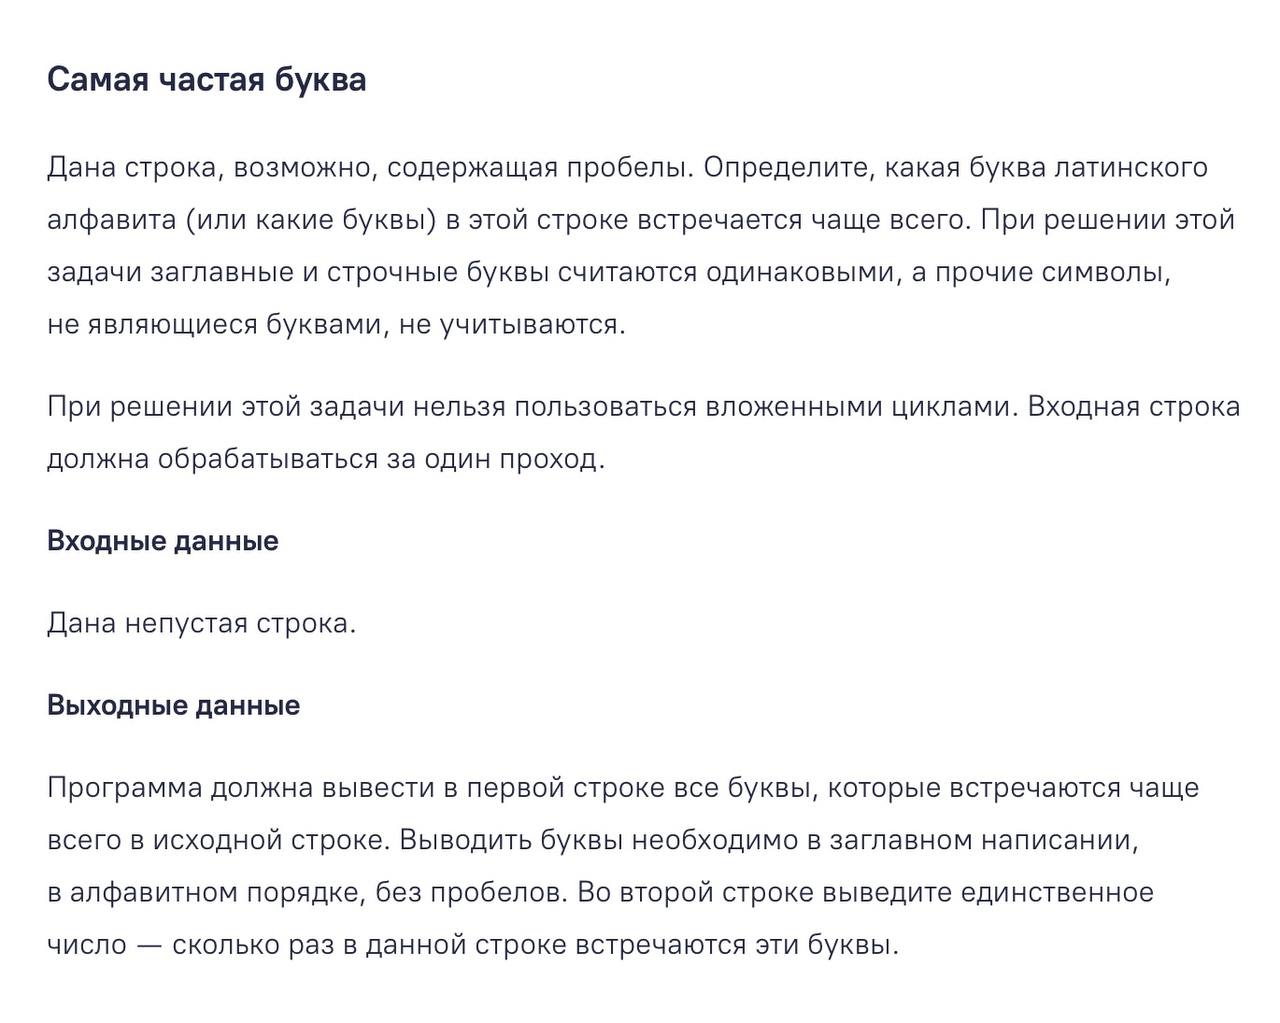 Самая частая буква
Дана строка, возможно, содержащая пробелы. Определите, какая буква латинского
алфавита (или какие буквы) в этой строке встречается чаще всего. При решении этой
задачи заглавные и строчные буквы считаются одинаковыми, а прочие символы,
не являющиеся буквами, не учитываются.
При решении этой задачи нельзя пользоваться вложенными циклами. Входная строка
должна обрабатываться за один проход.
Входные данные
Дана непустая строка.
Выходные данные
Программа должна вывести в первой строке все буквы, которые встречаются чаще
всего в исходной строке. Выводить буквы необходимо в заглавном написании,
в алфавитном порядке, без пробелов. Во второй строке выведите единственное
число — сколько раз в данной строке встречаются эти буквы.